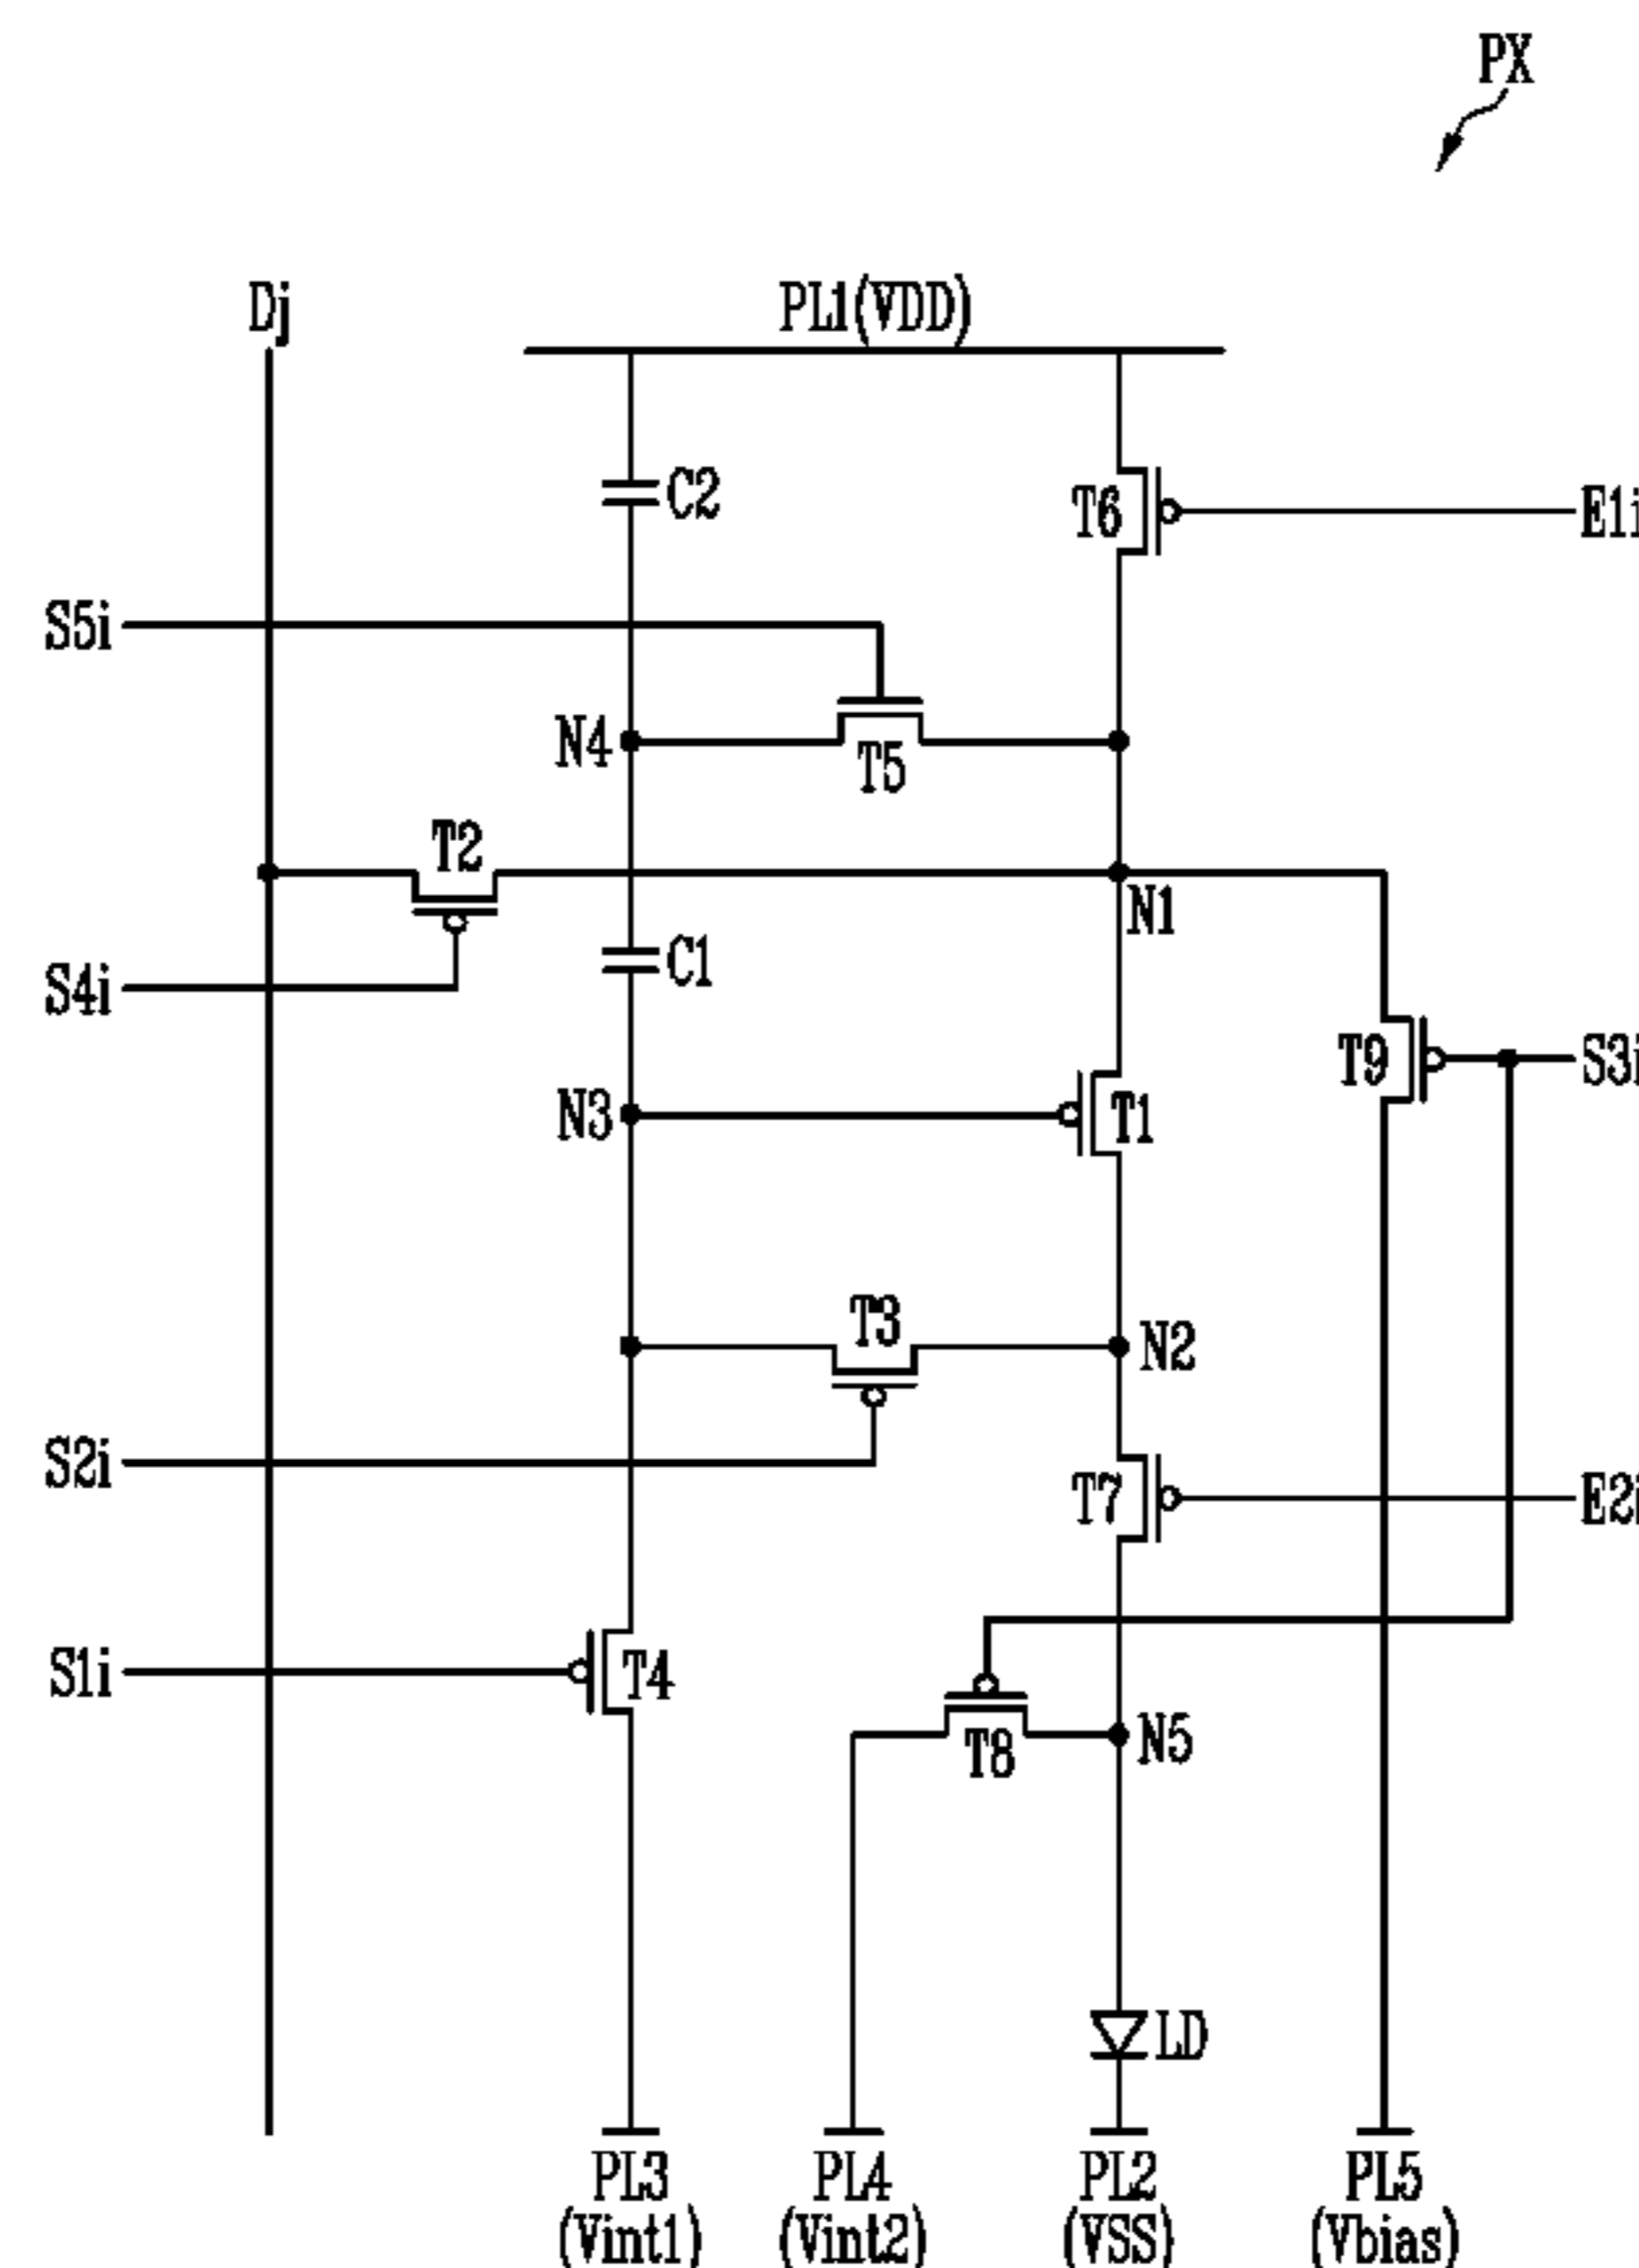 PX
Dj
PL1(VDD)
C2
T6
E1i
S5i
N4
T5
T2
N1
C1
S4i
T9
S3i
N3
T1
T3
N2
S2i
T7
E2i
S1i
T4
T8
N5
LD
PL3
(Vint1)
PL4
(Vint2)
PL2
(VSS)
PL5
(Vbias)